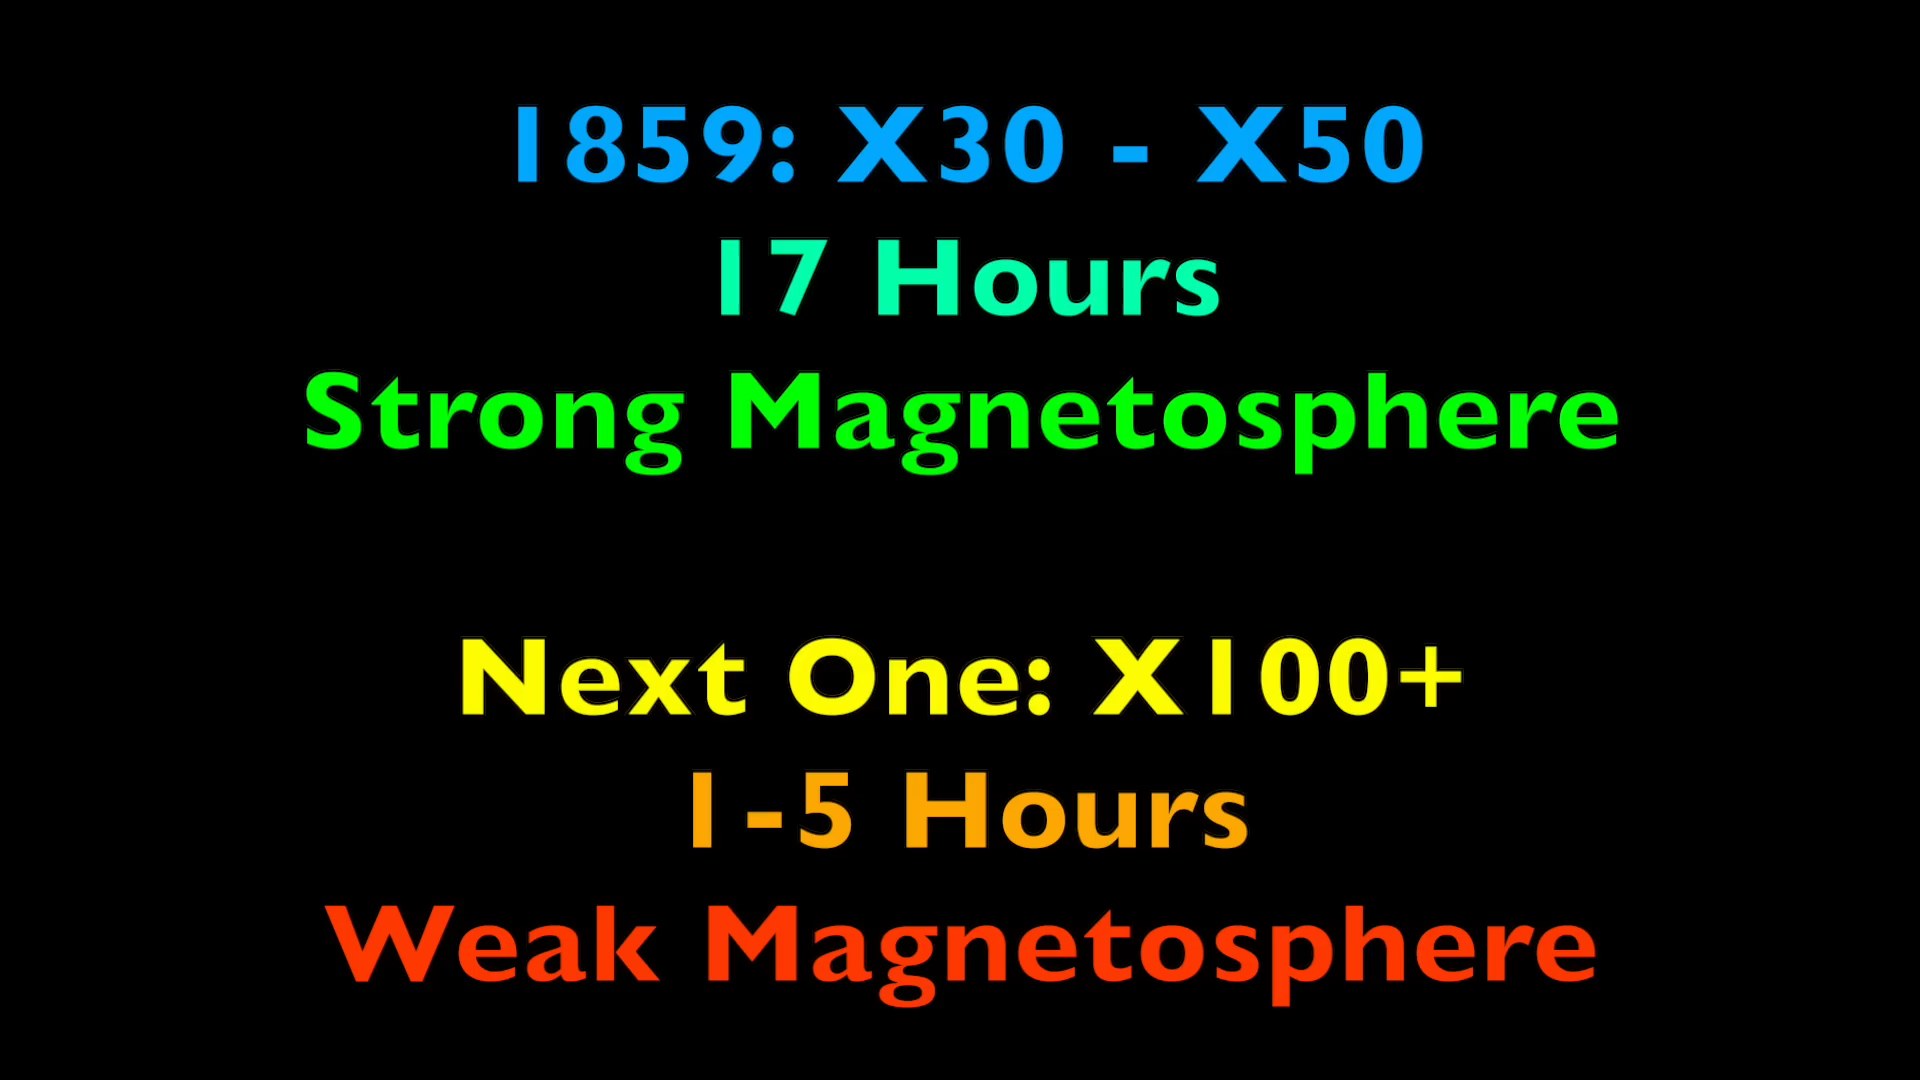 1859: X30 - X50
17 Hours
Strong Magnetosphere
Next One: X100+
1-5 Hours
Weak Magnetosphere